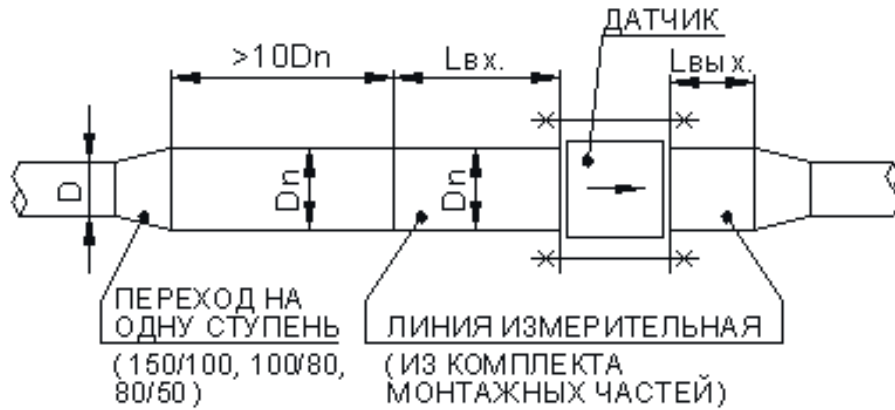 ДАТЧИК
>10Dn
Lвх.
Lвых.
D
Dn
Dn
ПЕРЕХОД НА
ОДНУ СТУПЕНЬ
(150/100, 100/80,
80/50)
ЛИНИЯ ИЗМЕРИТЕЛЬНАЯ
(ИЗ КОМПЛЕКТА
МОНТАЖНЫХ ЧАСТЕЙ)